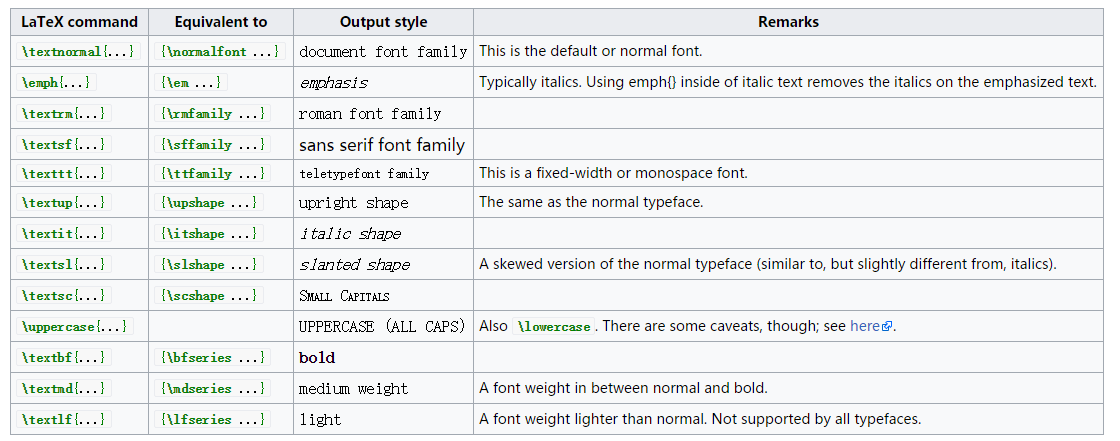 LaTeX command Equivalent to Output style Remarks
\textnormal{...} {\normalfont ...} document font family This is the default or normal font.
\emph{...} {\em ...} emphasis Typically italics. Using emph{} inside of italic text removes the italics on the emphasized text.
\textrm{...} {\rmfamily ...} roman font family
\textsf{...} {\sffamily ...} sans serif font family
\texttt{...} {\ttfamily ...} teletypefont family This is a fixed-width or monospace font.
\textup{...} {\upshape ...} upright shape The same as the normal typeface.
\textit{...} {\itshape ...} italic shape
\textsl{...} {\slshape ...} slanted shape A skewed version of the normal typeface (similar to, but slightly different from, italics).
\textsc{...} {\scshape ...} Small Capitals
\uppercase{...} UPPERCASE (ALL CAPS) Also \lowercase. There are some caveats, though; see here.
\textbf{...} {\bfseries ...} bold
\textmd{...} {\mdseries ...} medium weight A font weight in between normal and bold.
\textlf{...} {\lfseries ...} light A font weight lighter than normal. Not supported by all typefaces.